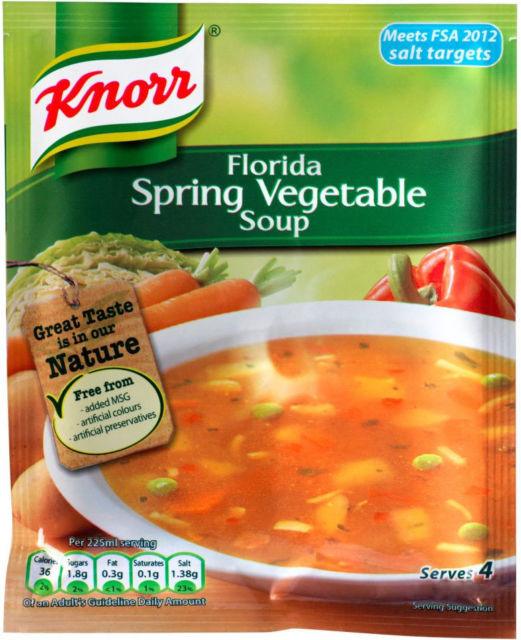 Knorr®
Meets FSA 2012
salt targets
Florida
Spring Vegetable
Soup
Great Taste
is in our
Nature
Free from
- added MSG
- artificial colours
- artificial preservatives
Per 225ml serving
Calories Sugars Fat Saturates Salt
36 1.8g 0.3g 0.1g 1.38g
2% 2% <1% 1% 23%
Of an Adult's Guideline Daily Amount
Serves 4
Serving Suggestion